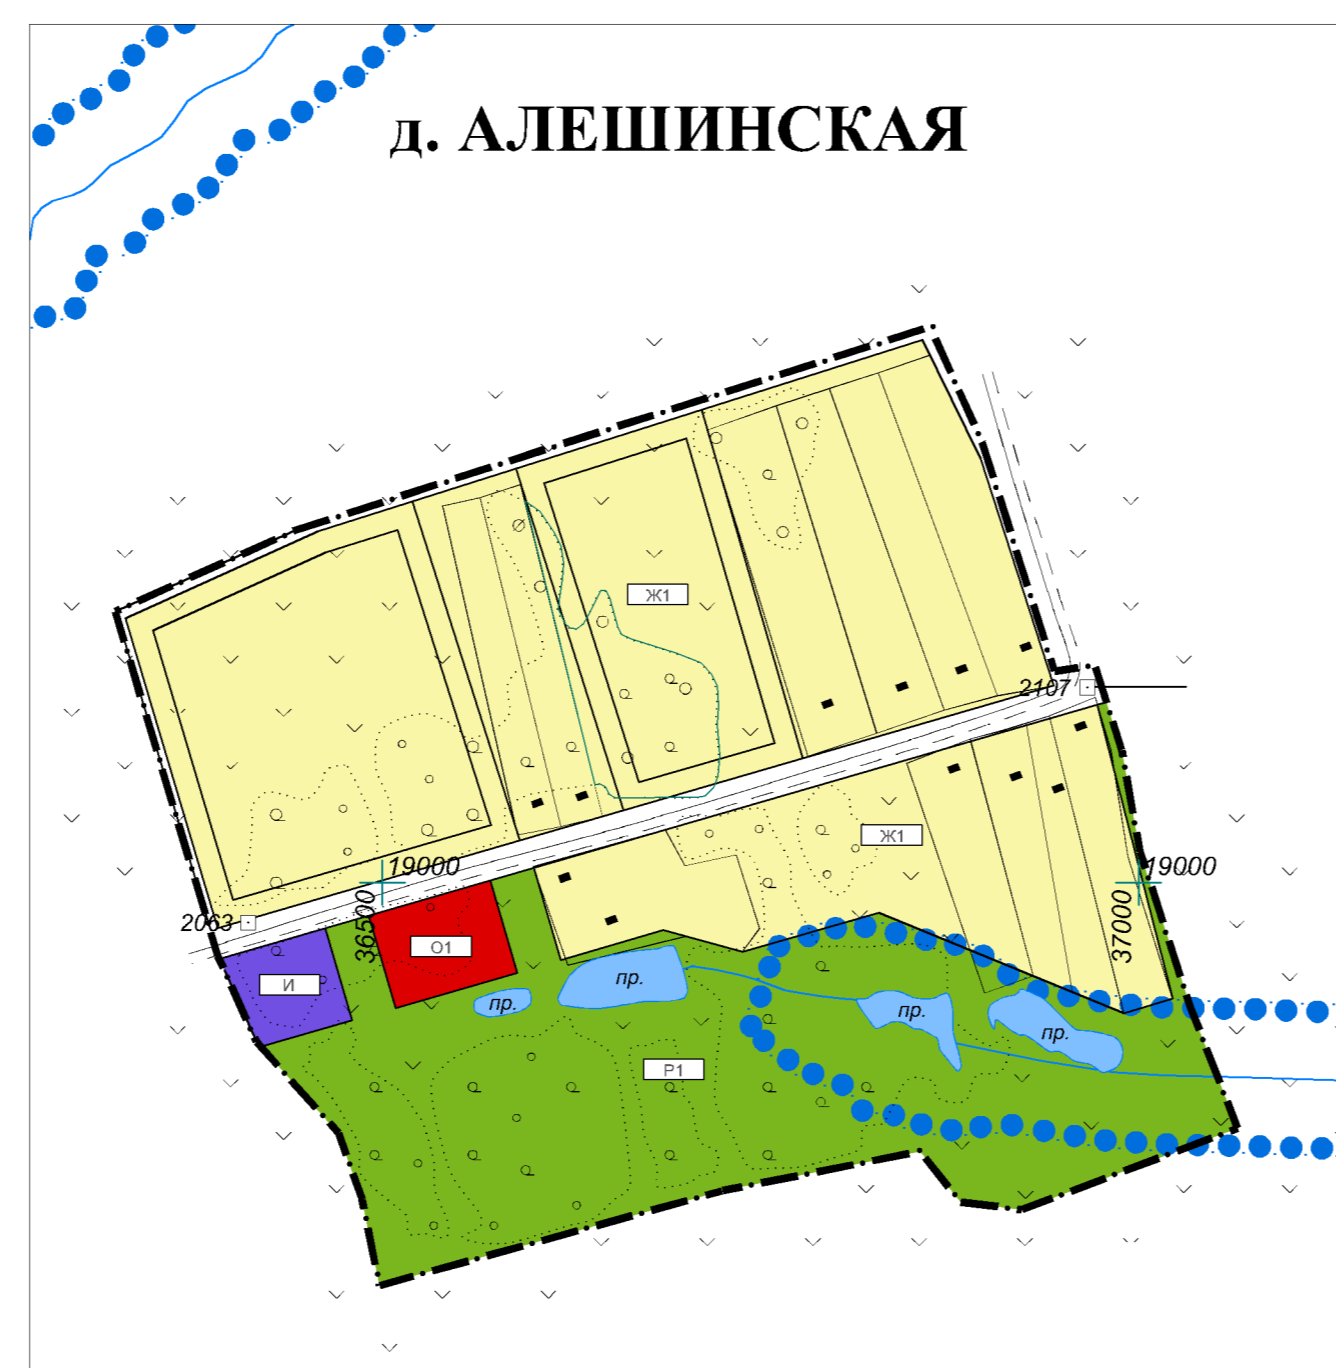 д. АЛЕШИНСКАЯ
Ж1
2107
Ж1
19000
19000
36500
37000
2063
О1
И
пр.
пр.
пр.
пр.
Р1